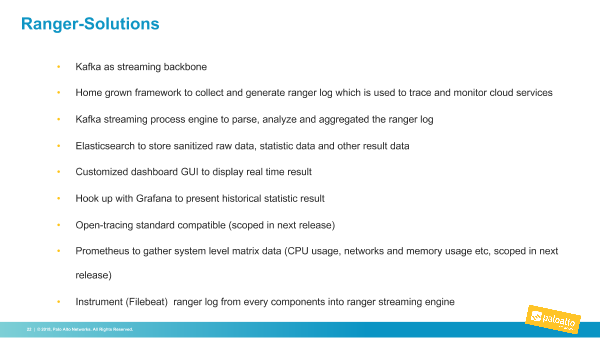 Ranger-Solutions
• Kafka as streaming backbone
• Home grown framework to collect and generate ranger log which is used to trace and monitor cloud services
• Kafka streaming process engine to parse, analyze and aggregated the ranger log
• Elasticsearch to store sanitized raw data, statistic data and other result data
• Customized dashboard GUI to display real time result
• Hook up with Grafana to present historical statistic result
• Open-tracing standard compatible (scoped in next release)
• Prometheus to gather system level matrix data (CPU usage, networks and memory usage etc, scoped in next
release)
• Instrument (Filebeat) ranger log from every components into ranger streaming engine
22 | © 2019, Palo Alto Networks. All Rights Reserved.
paloalto